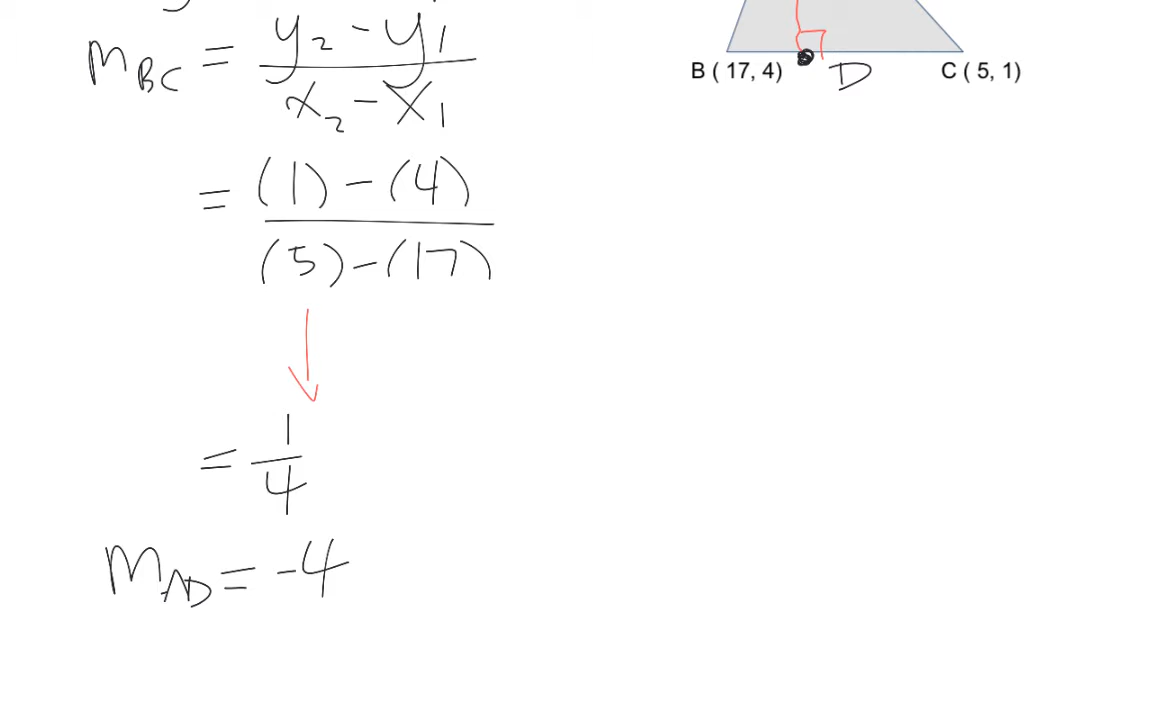 m_BC = (y₂ - y₁) / (x₂ - x₁)
= ((1) - (4)) / ((5) - (17))
= 1/4
m_AD = -4
B ( 17, 4) D C ( 5, 1)